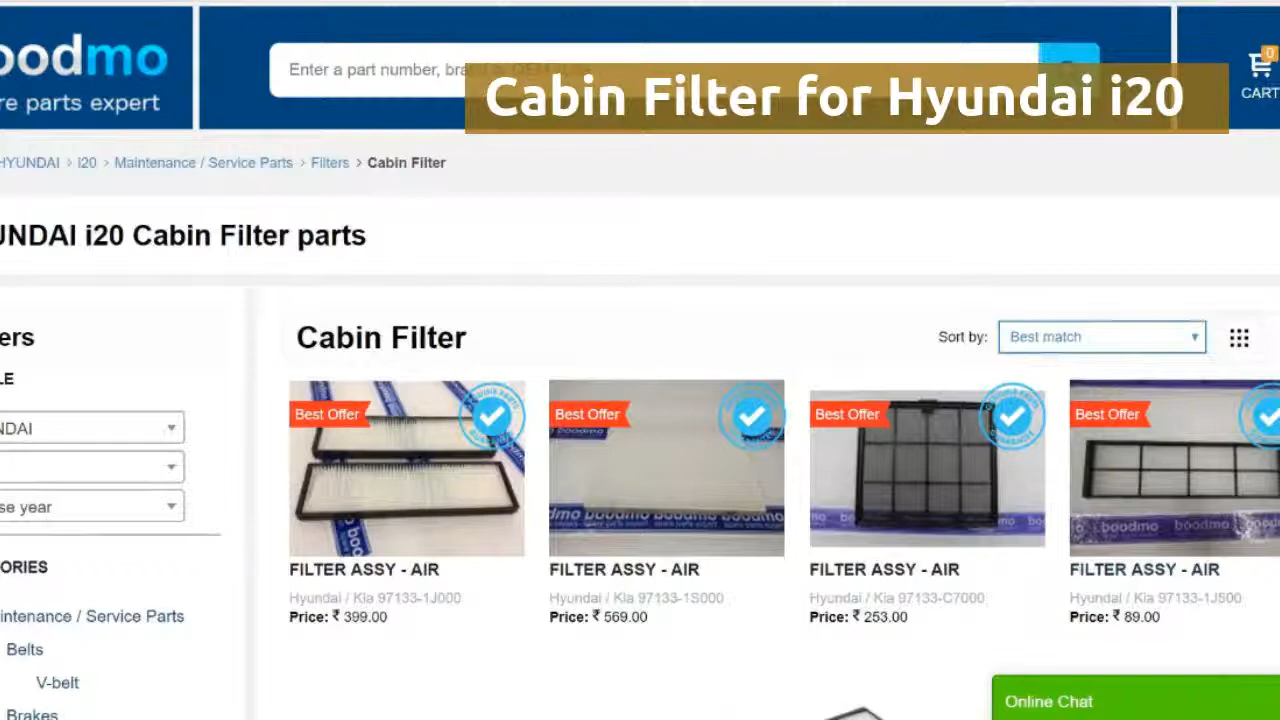 oodmo
re parts expert
Enter a part number, bra
Cabin Filter for Hyundai i20
0
CART
HYUNDAI > I20 > Maintenance / Service Parts > Filters > Cabin Filter
UNDAI i20 Cabin Filter parts
ers
Cabin Filter
Sort by:
Best match
LE
NDAI
se year
ORIES
intenance / Service Parts
Belts
V-belt
Brakes
Best Offer
Best Offer
Best Offer
Best Offer
FILTER ASSY - AIR
Hyundai / Kia 97133-1J000
Price: ₹ 399.00
FILTER ASSY - AIR
Hyundai / Kia 97133-1S000
Price: ₹ 569.00
FILTER ASSY - AIR
Hyundai / Kia 97133-C7000
Price: ₹ 253.00
FILTER ASSY - AIR
Hyundai / Kia 97133-1J500
Price: ₹ 89.00
Online Chat